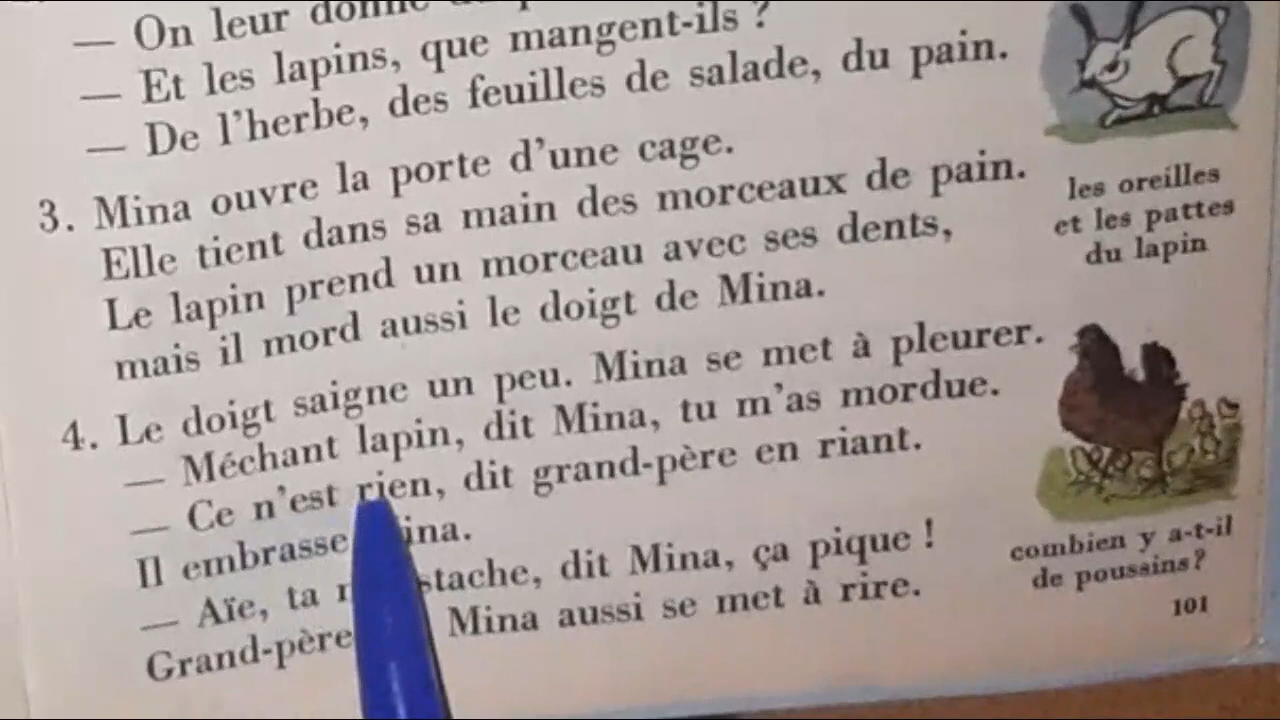 — On leur donne
— Et les lapins, que mangent-ils ?
— De l'herbe, des feuilles de salade, du pain.
3. Mina ouvre la porte d'une cage.
Elle tient dans sa main des morceaux de pain.
Le lapin prend un morceau avec ses dents,
mais il mord aussi le doigt de Mina.
4. Le doigt saigne un peu. Mina se met à pleurer.
— Méchant lapin, dit Mina, tu m'as mordue.
— Ce n'est rien, dit grand-père en riant.
Il embrasse ina.
— Aïe, ta stache, dit Mina, ça pique !
Grand-père Mina aussi se met à rire.
les oreilles
et les pattes
du lapin
combien y a-t-il
de poussins?
101